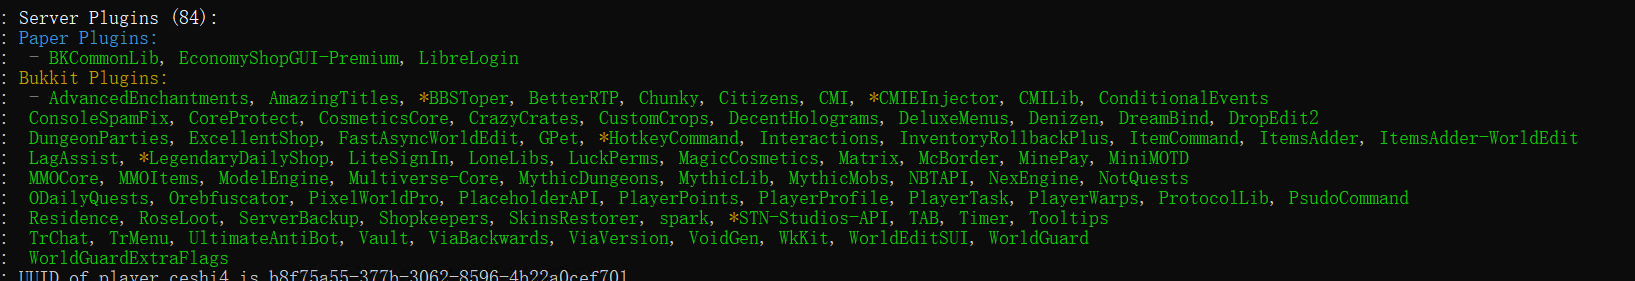 : Server Plugins (84):
: Paper Plugins:
:  - BKCommonLib, EconomyShopGUI-Premium, LibreLogin
: Bukkit Plugins:
:  - AdvancedEnchantments, AmazingTitles, *BBSToper, BetterRTP, Chunky, Citizens, CMI, *CMIEInjector, CMILib, ConditionalEvents
:  ConsoleSpamFix, CoreProtect, CosmeticsCore, CrazyCrates, CustomCrops, DecentHolograms, DeluxeMenus, Denizen, DreamBind, DropEdit2
:  DungeonParties, ExcellentShop, FastAsyncWorldEdit, GPet, *HotkeyCommand, Interactions, InventoryRollbackPlus, ItemCommand, ItemsAdder, ItemsAdder-WorldEdit
:  LagAssist, *LegendaryDailyShop, LiteSignIn, LoneLibs, LuckPerms, MagicCosmetics, Matrix, McBorder, MinePay, MiniMOTD
:  MMOCore, MMOItems, ModelEngine, Multiverse-Core, MythicDungeons, MythicLib, MythicMobs, NBTAPI, NexEngine, NotQuests
:  ODailyQuests, Orebfuscator, PixelWorldPro, PlaceholderAPI, PlayerPoints, PlayerProfile, PlayerTask, PlayerWarps, ProtocolLib, PsudoCommand
:  Residence, RoseLoot, ServerBackup, Shopkeepers, SkinsRestorer, spark, *STN-Studios-API, TAB, Timer, Tooltips
:  TrChat, TrMenu, UltimateAntiBot, Vault, ViaBackwards, ViaVersion, VoidGen, WkKit, WorldEditSUI, WorldGuard
:  WorldGuardExtraFlags
: UUID of player ceshi4 is b8f75a55-377b-3062-8596-4b22a0cef701